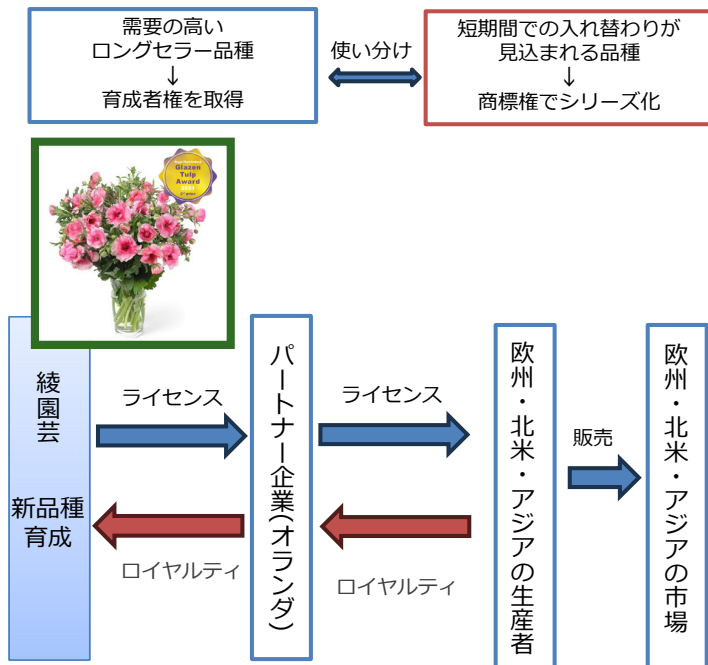 需要の高い
ロングセラー品種
↓
育成者権を取得
使い分け
短期間での入れ替わりが
見込まれる品種
↓
商標権でシリーズ化
Glazen
Tulp
Award
綾園芸
新品種
育成
ライセンス
ロイヤルティ
パートナー企業(オランダ)
ライセンス
ロイヤルティ
欧州・北米・アジアの生産者
販売
欧州・北米・アジアの市場